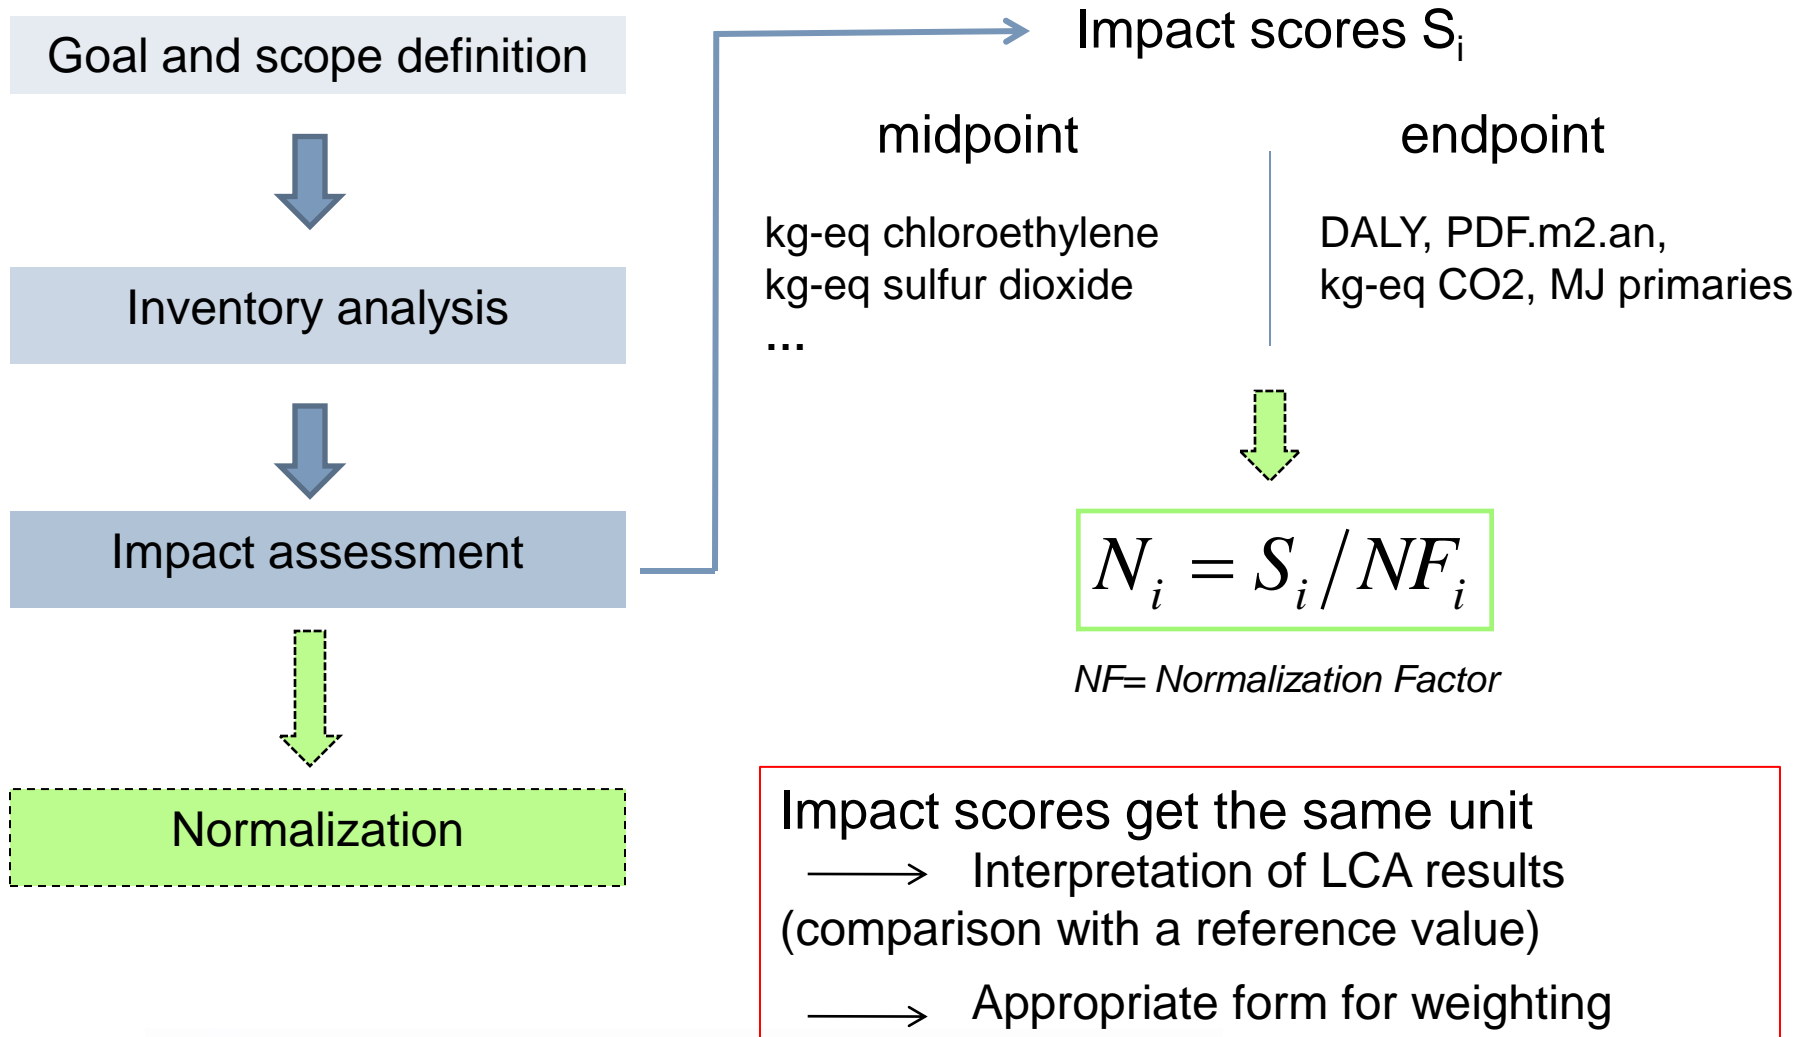 Goal and scope definition
Inventory analysis
Impact assessment
Normalization
Impact scores Si
midpoint
endpoint
kg-eq chloroethylene
kg-eq sulfur dioxide
...
DALY, PDF.m2.an,
kg-eq CO2, MJ primaries
Ni = Si/NFi
NF= Normalization Factor
Impact scores get the same unit
Interpretation of LCA results
(comparison with a reference value)
Appropriate form for weighting